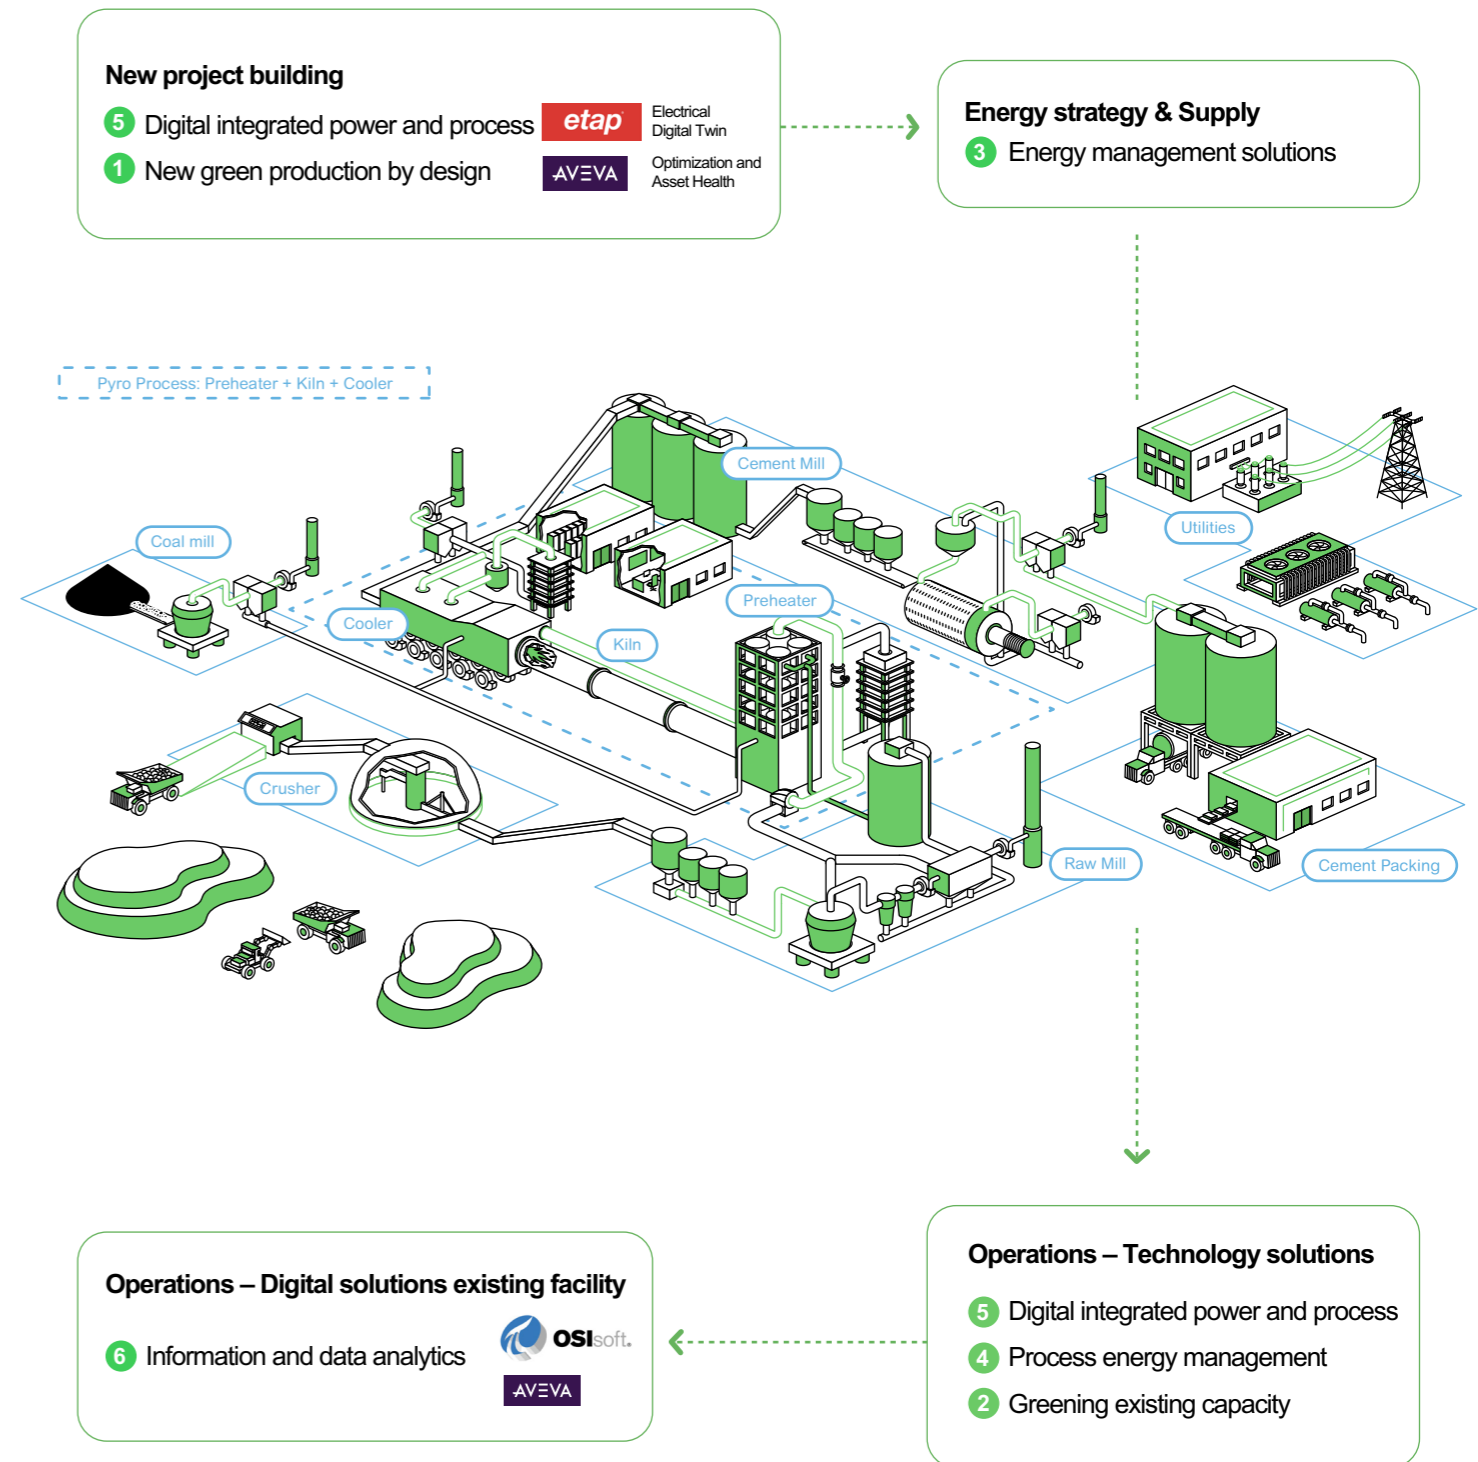 New project building
5 Digital integrated power and process
etap
Electrical
Digital Twin
1 New green production by design
AVEVA
Optimization and
Asset Health
Energy strategy & Supply
3 Energy management solutions
Pyro Process: Preheater + Kiln + Cooler
Cement Mill
Utilities
Coal mill
Preheater
Cooler
Kiln
Crusher
Raw Mill
Cement Packing
Operations – Technology solutions
5 Digital integrated power and process
4 Process energy management
2 Greening existing capacity
Operations – Digital solutions existing facility
6 Information and data analytics
OSIsoft.
AVEVA